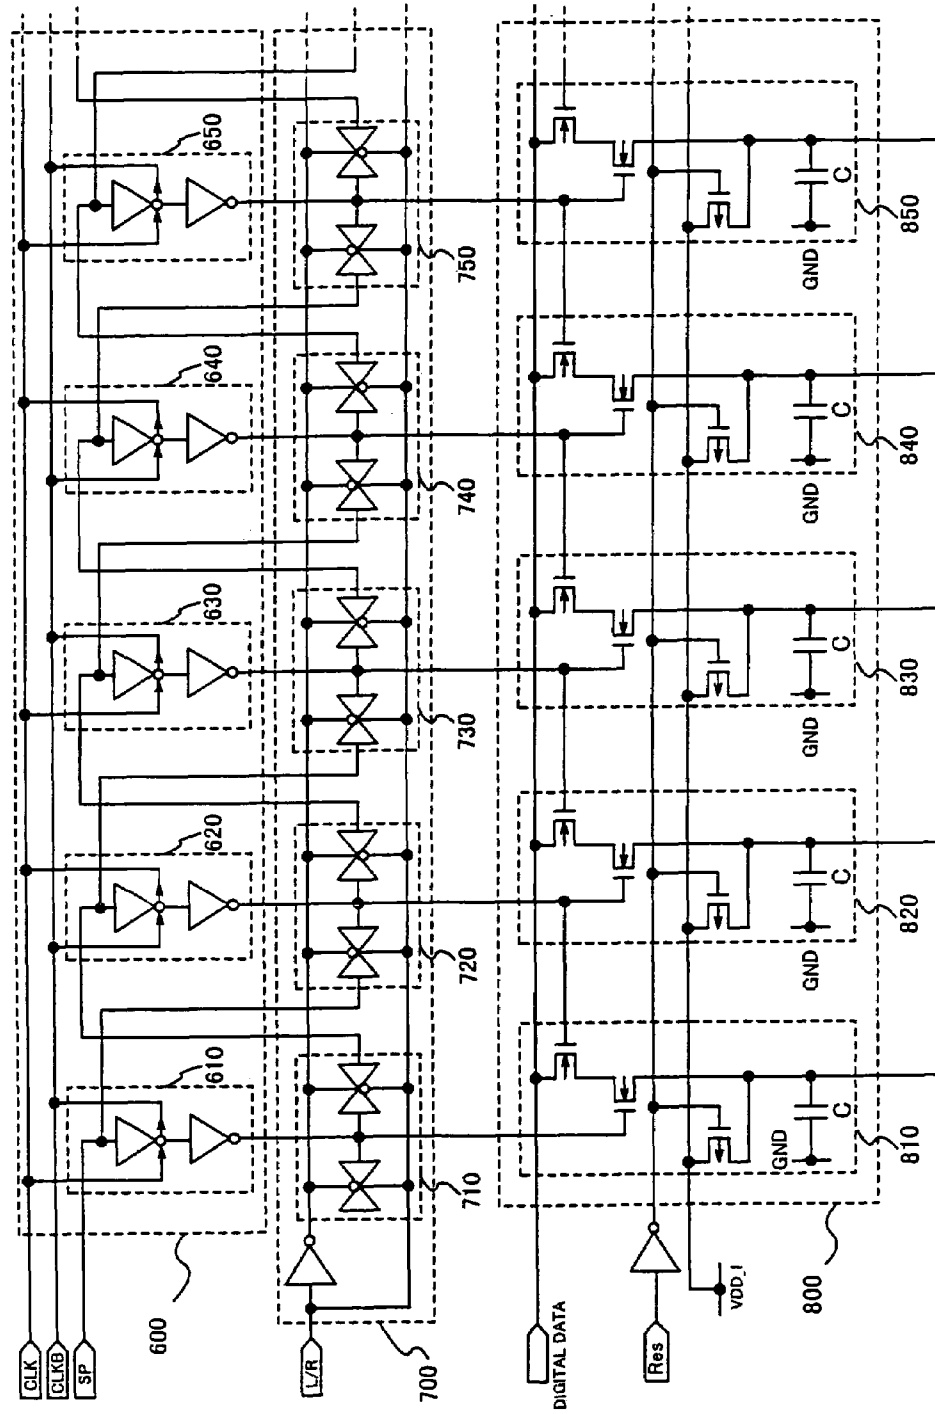 CLK
CLKB
SP
600
610
620
630
640
650
L/R
700
710
720
730
740
750
DIGITAL DATA
Res
VDD_I
800
GND
C
810
GND
C
820
GND
C
830
GND
C
840
GND
C
850